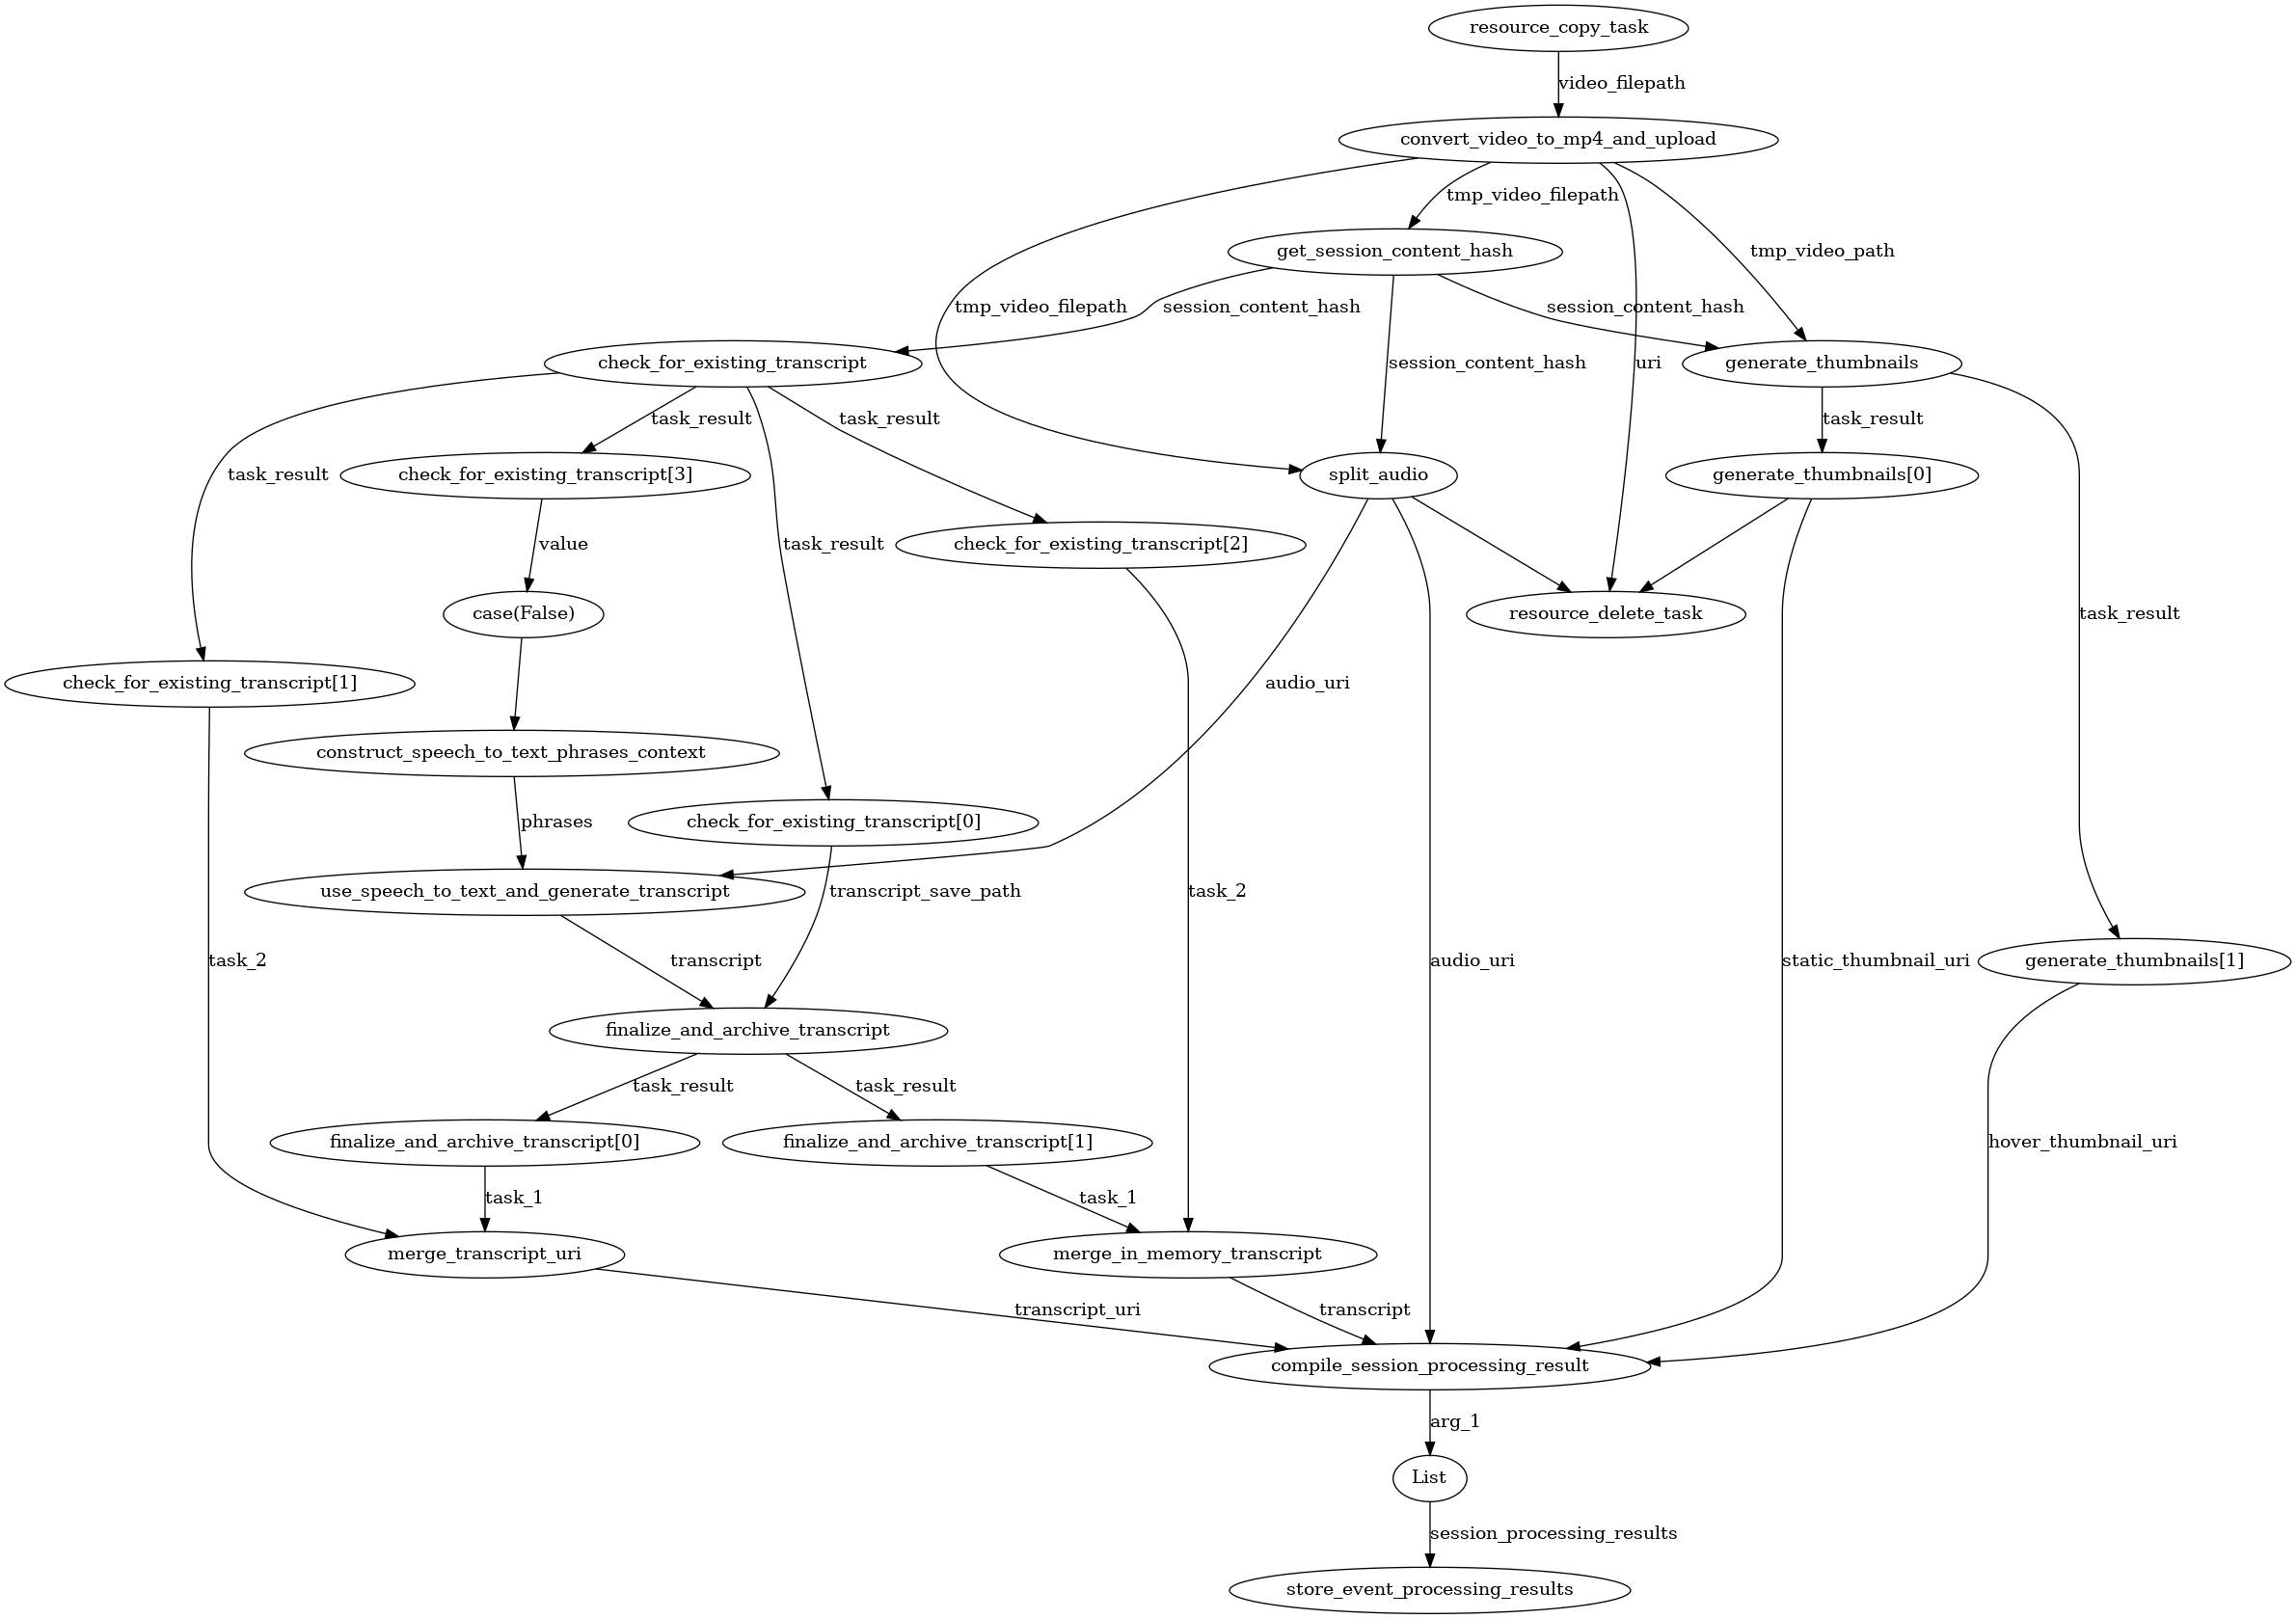 resource_copy_task
video_filepath
convert_video_to_mp4_and_upload
tmp_video_filepath
get_session_content_hash
tmp_video_path
tmp_video_filepath
session_content_hash
session_content_hash
check_for_existing_transcript
session_content_hash
uri
generate_thumbnails
task_result
task_result
task_result
task_result
check_for_existing_transcript[3]
split_audio
generate_thumbnails[0]
value
task_result
check_for_existing_transcript[2]
case(False)
resource_delete_task
task_result
check_for_existing_transcript[1]
audio_uri
construct_speech_to_text_phrases_context
phrases
check_for_existing_transcript[0]
use_speech_to_text_and_generate_transcript
transcript_save_path
task_2
task_2
transcript
audio_uri
static_thumbnail_uri
generate_thumbnails[1]
finalize_and_archive_transcript
task_result
task_result
finalize_and_archive_transcript[0]
finalize_and_archive_transcript[1]
hover_thumbnail_uri
task_1
task_1
merge_transcript_uri
merge_in_memory_transcript
transcript_uri
transcript
compile_session_processing_result
arg_1
List
session_processing_results
store_event_processing_results